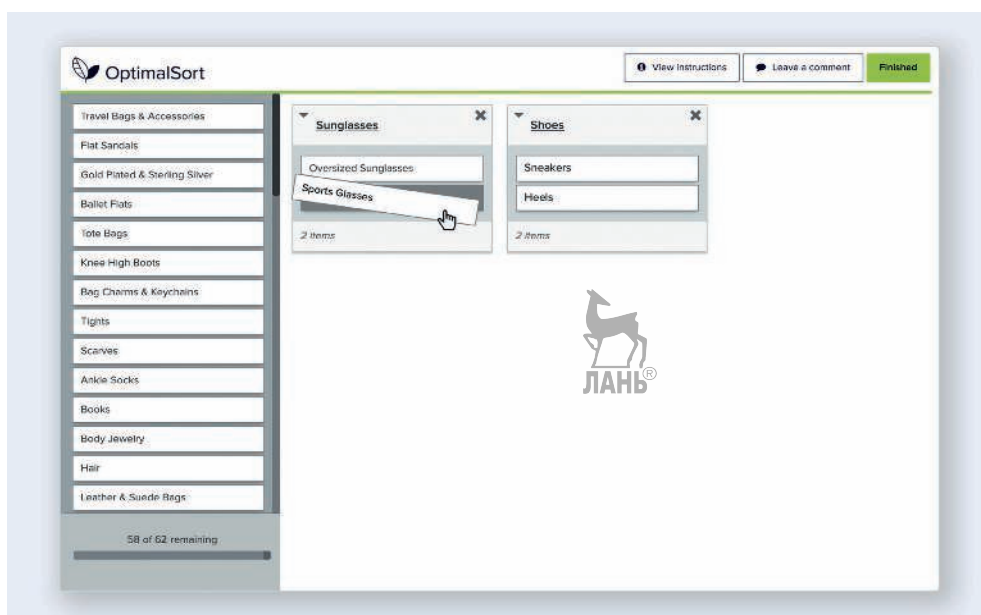 OptimalSort
View instructions
Leave a comment
Finished
Travel Bags & Accessories
Flat Sandals
Gold Plated & Sterling Silver
Ballet Flats
Tote Bags
Knee High Boots
Bag Charms & Keychains
Tights
Scarves
Ankle Socks
Books
Body Jewelry
Hair
Leather & Suede Bags
58 of 62 remaining
Sunglasses
Oversized Sunglasses
Sports Glasses
2 items
Shoes
Sneakers
Heels
2 items
ЛАНЬ®